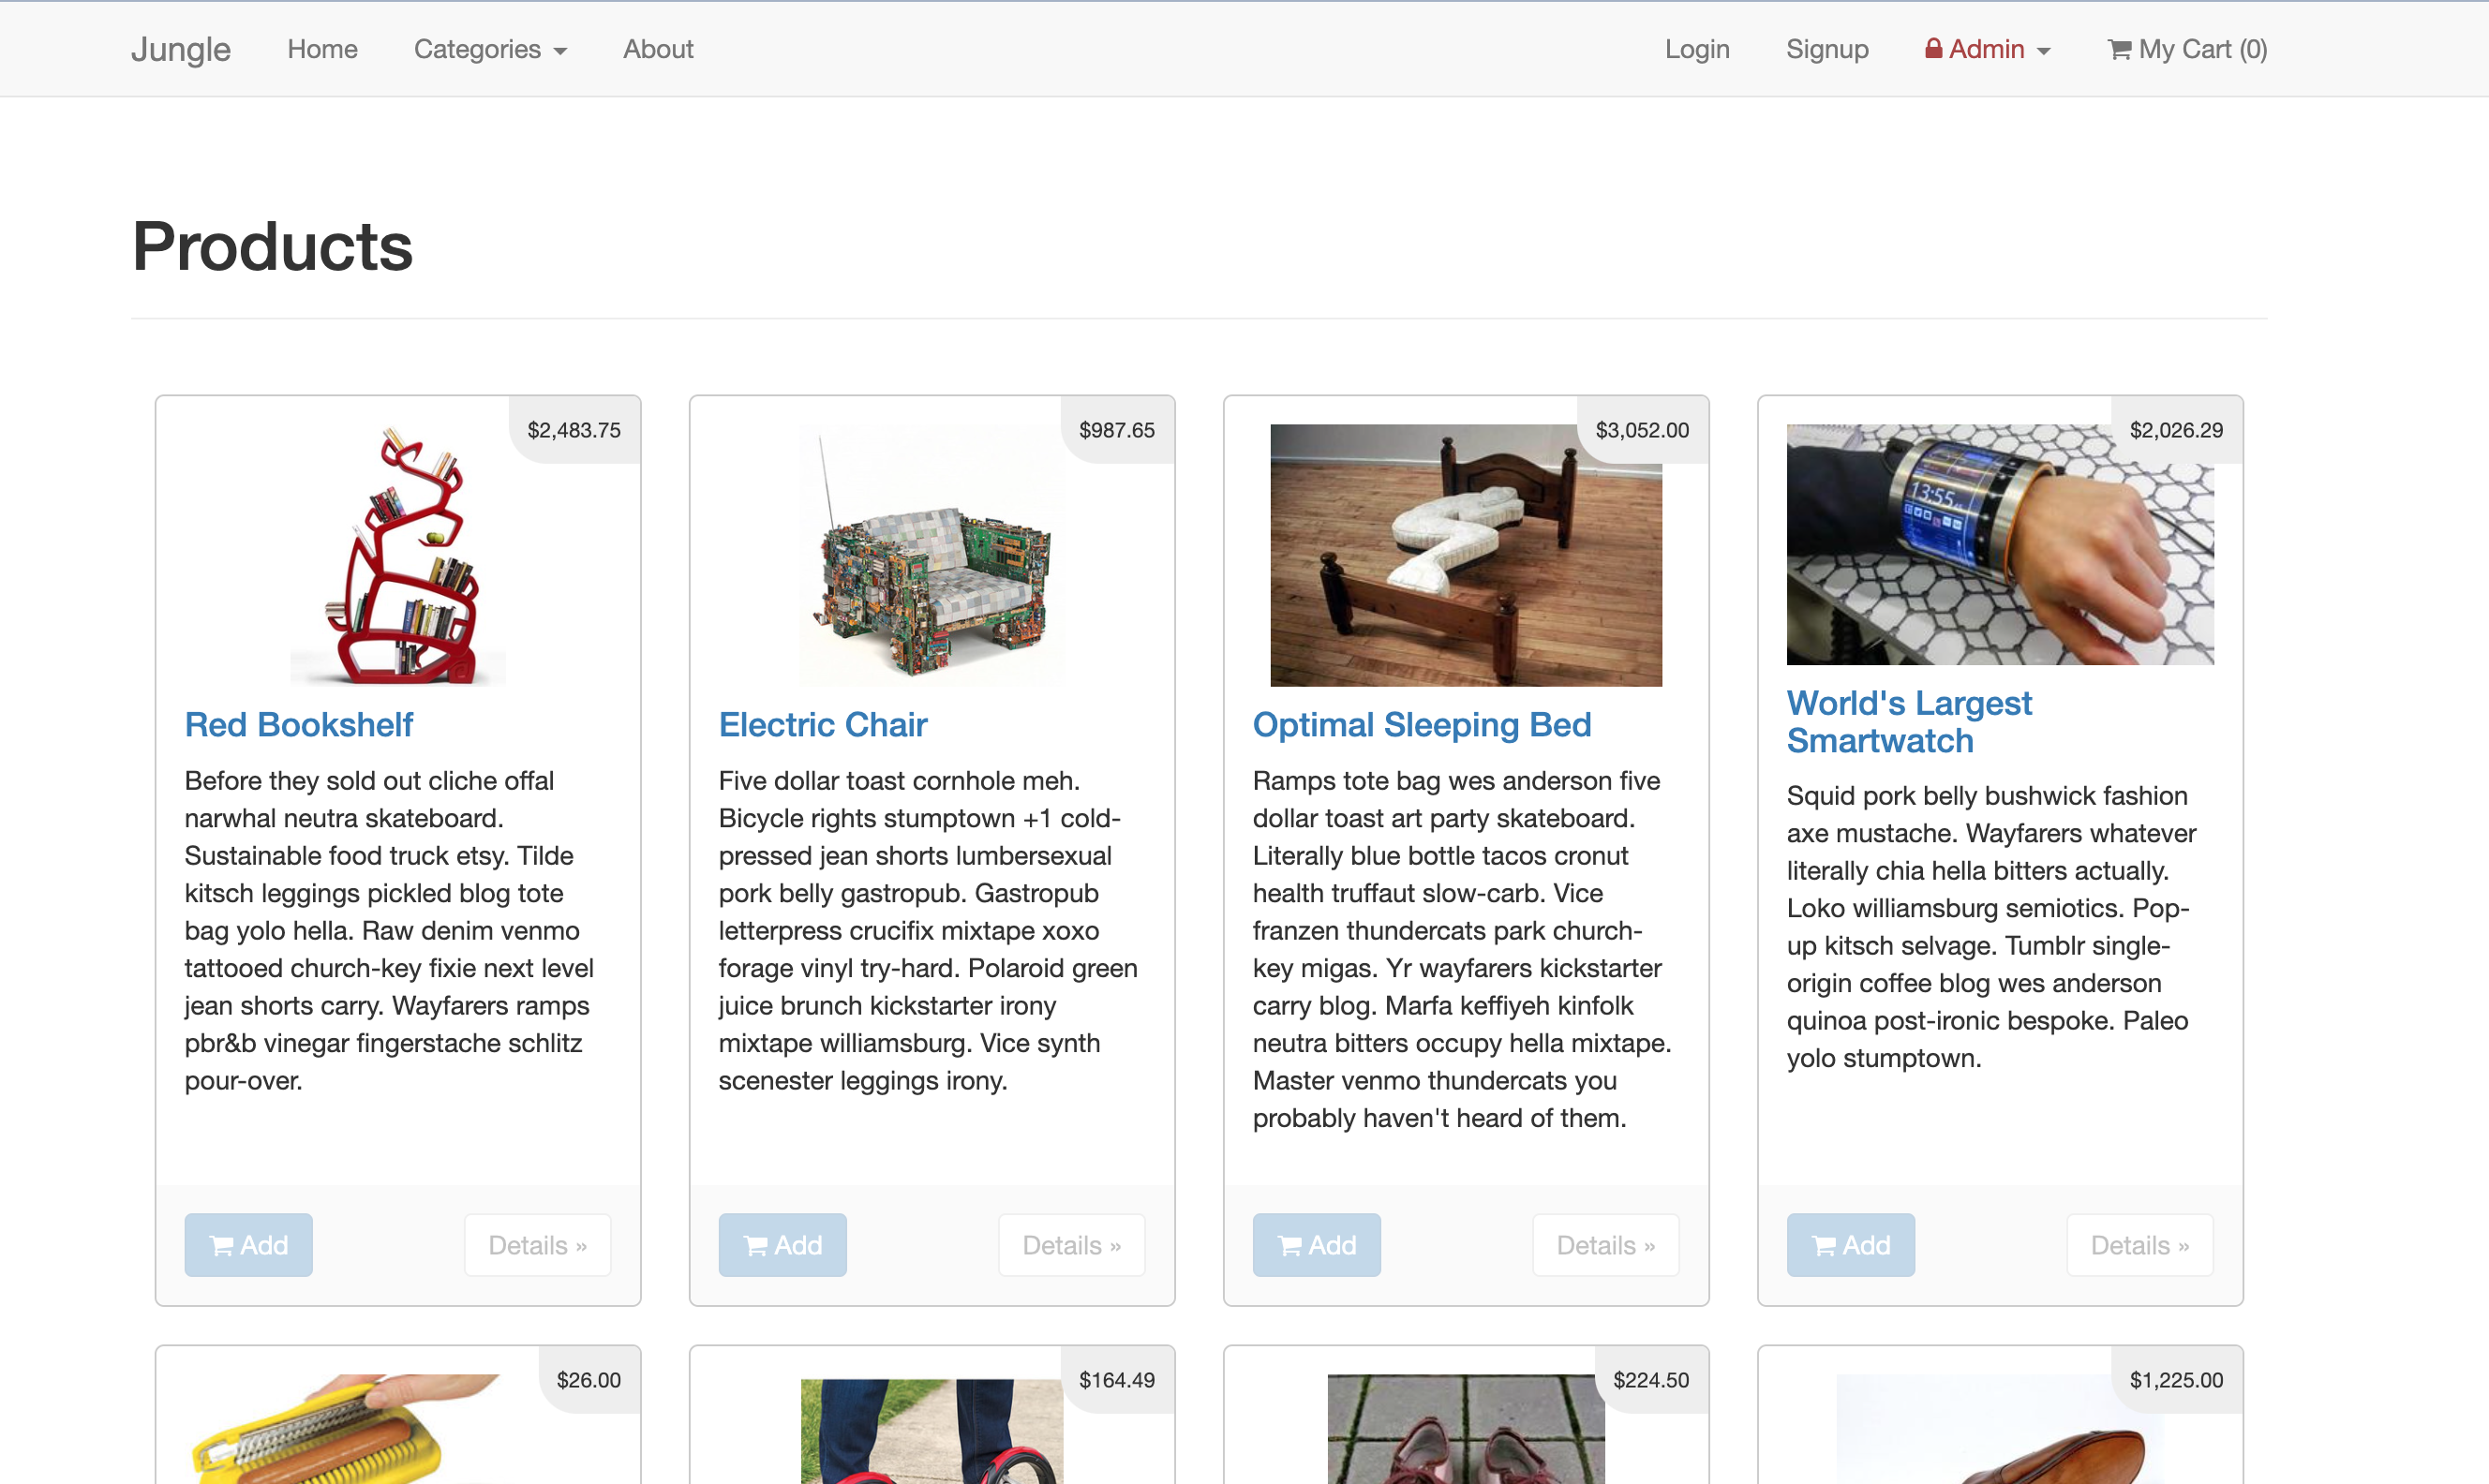 Jungle Home Categories About Login Signup Admin My Cart (0)
Products
$2,483.75
Red Bookshelf
Before they sold out cliche offal
narwhal neutra skateboard.
Sustainable food truck etsy. Tilde
kitsch leggings pickled blog tote
bag yolo hella. Raw denim venmo
tattooed church-key fixie next level
jean shorts carry. Wayfarers ramps
pbr&b vinegar fingerstache schlitz
pour-over.
Add Details »
$987.65
Electric Chair
Five dollar toast cornhole meh.
Bicycle rights stumptown +1 cold-
pressed jean shorts lumbersexual
pork belly gastropub. Gastropub
letterpress crucifix mixtape xoxo
forage vinyl try-hard. Polaroid green
juice brunch kickstarter irony
mixtape williamsburg. Vice synth
scenester leggings irony.
Add Details »
$3,052.00
Optimal Sleeping Bed
Ramps tote bag wes anderson five
dollar toast art party skateboard.
Literally blue bottle tacos cronut
health truffaut slow-carb. Vice
franzen thundercats park church-
key migas. Yr wayfarers kickstarter
carry blog. Marfa keffiyeh kinfolk
neutra bitters occupy hella mixtape.
Master venmo thundercats you
probably haven't heard of them.
Add Details »
$2,026.29
13:55
World's Largest
Smartwatch
Squid pork belly bushwick fashion
axe mustache. Wayfarers whatever
literally chia hella bitters actually.
Loko williamsburg semiotics. Pop-
up kitsch selvage. Tumblr single-
origin coffee blog wes anderson
quinoa post-ironic bespoke. Paleo
yolo stumptown.
Add Details »
$26.00
$164.49
$224.50
$1,225.00